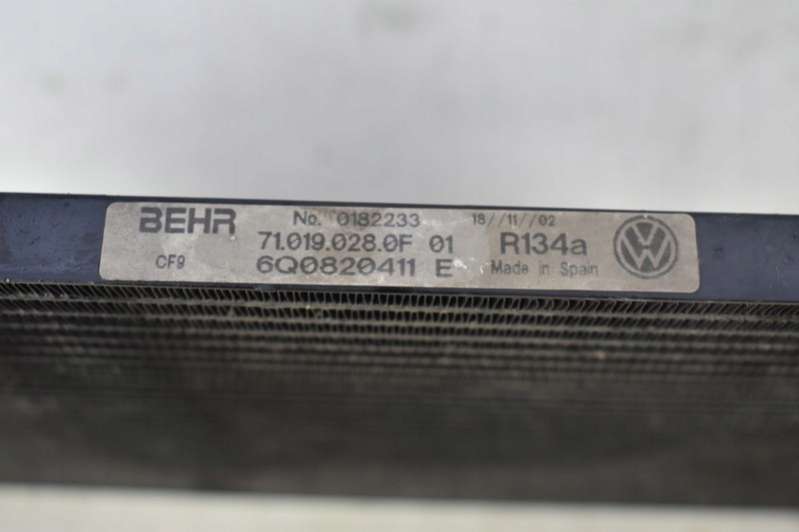 BEHR No. 0182233 18//11//02
71.019.028.0F 01 R134a
CF9 6Q0820411 E Made in Spain
VW